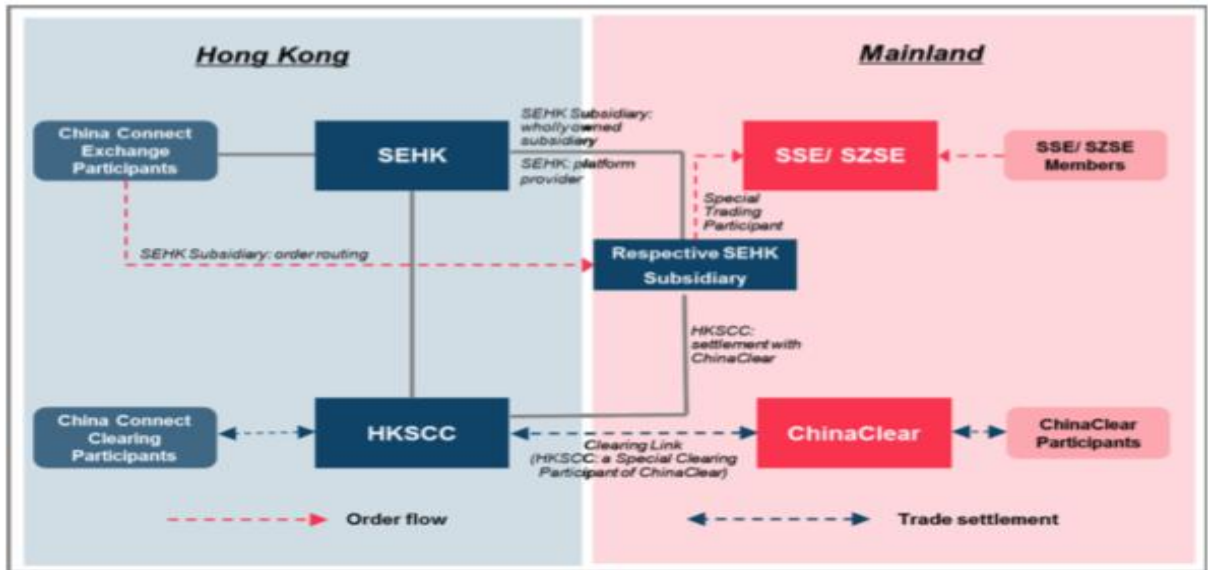 Hong Kong
Mainland
China Connect
Exchange
Participants
SEHK
SEHK Subsidiary:
wholly owned
subsidiary
SEHK: platform
provider
SSE/ SZSE
SSE/ SZSE
Members
Special
Trading
Participant
SEHK Subsidiary: order routing
Respective SEHK
Subsidiary
HKSCC:
settlement with
ChinaClear
China Connect
Clearing
Participants
HKSCC
Clearing Link
(HKSCC: a Special Clearing
Participant of ChinaClear)
ChinaClear
ChinaClear
Participants
Order flow
Trade settlement